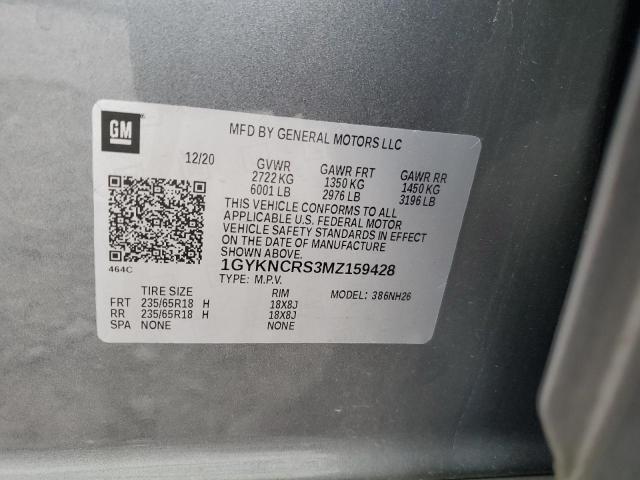 GM
MFD BY GENERAL MOTORS LLC
12/20 GVWR GAWR FRT GAWR RR
2722 KG 1350 KG 1450 KG
6001 LB 2976 LB 3196 LB
THIS VEHICLE CONFORMS TO ALL
APPLICABLE U.S. FEDERAL MOTOR
VEHICLE SAFETY STANDARDS IN EFFECT
ON THE DATE OF MANUFACTURE
SHOWN ABOVE.
464C 1GYKNCRS3MZ159428
TYPE: M.P.V. MODEL: 386NH26
TIRE SIZE RIM
FRT 235/65R18 H 18X8J
RR 235/65R18 H 18X8J
SPA NONE NONE